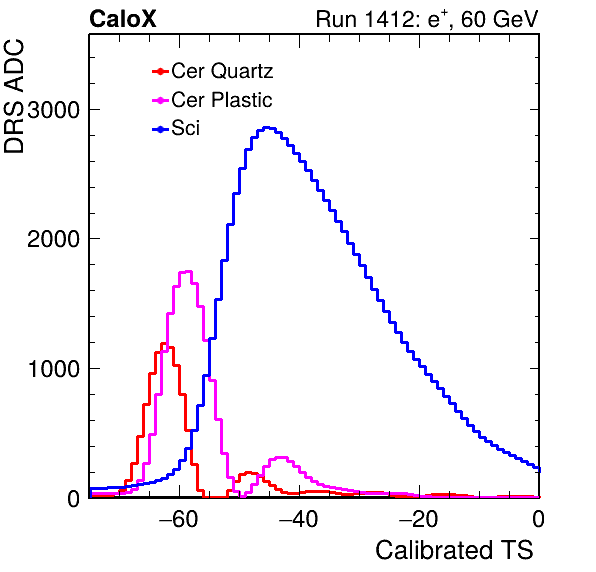 CaloX Run 1412: e⁺, 60 GeV
DRS ADC
Cer Quartz
Cer Plastic
Sci
3000
2000
1000
0
−60 −40 −20 0
Calibrated TS